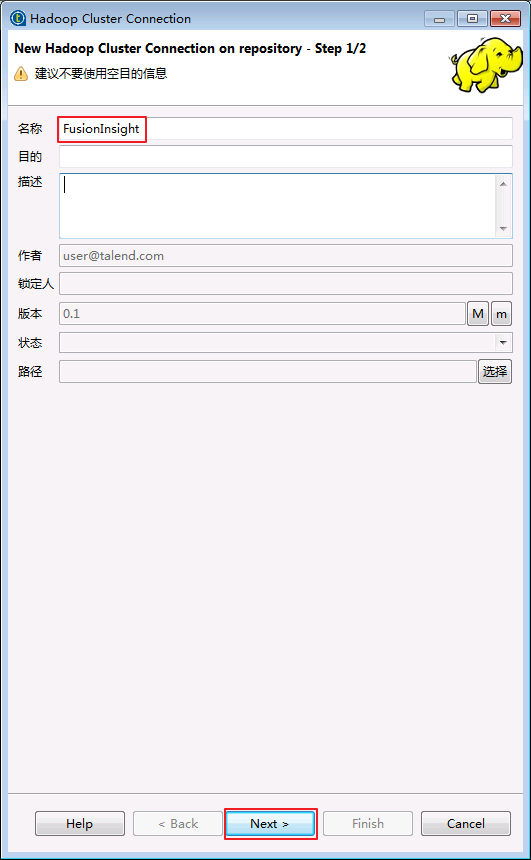 Hadoop Cluster Connection
New Hadoop Cluster Connection on repository - Step 1/2
建议不要使用空目的信息
名称 FusionInsight
目的
描述
作者 user@talend.com
锁定人
版本 0.1 M m
状态
路径 选择
Help < Back Next > Finish Cancel